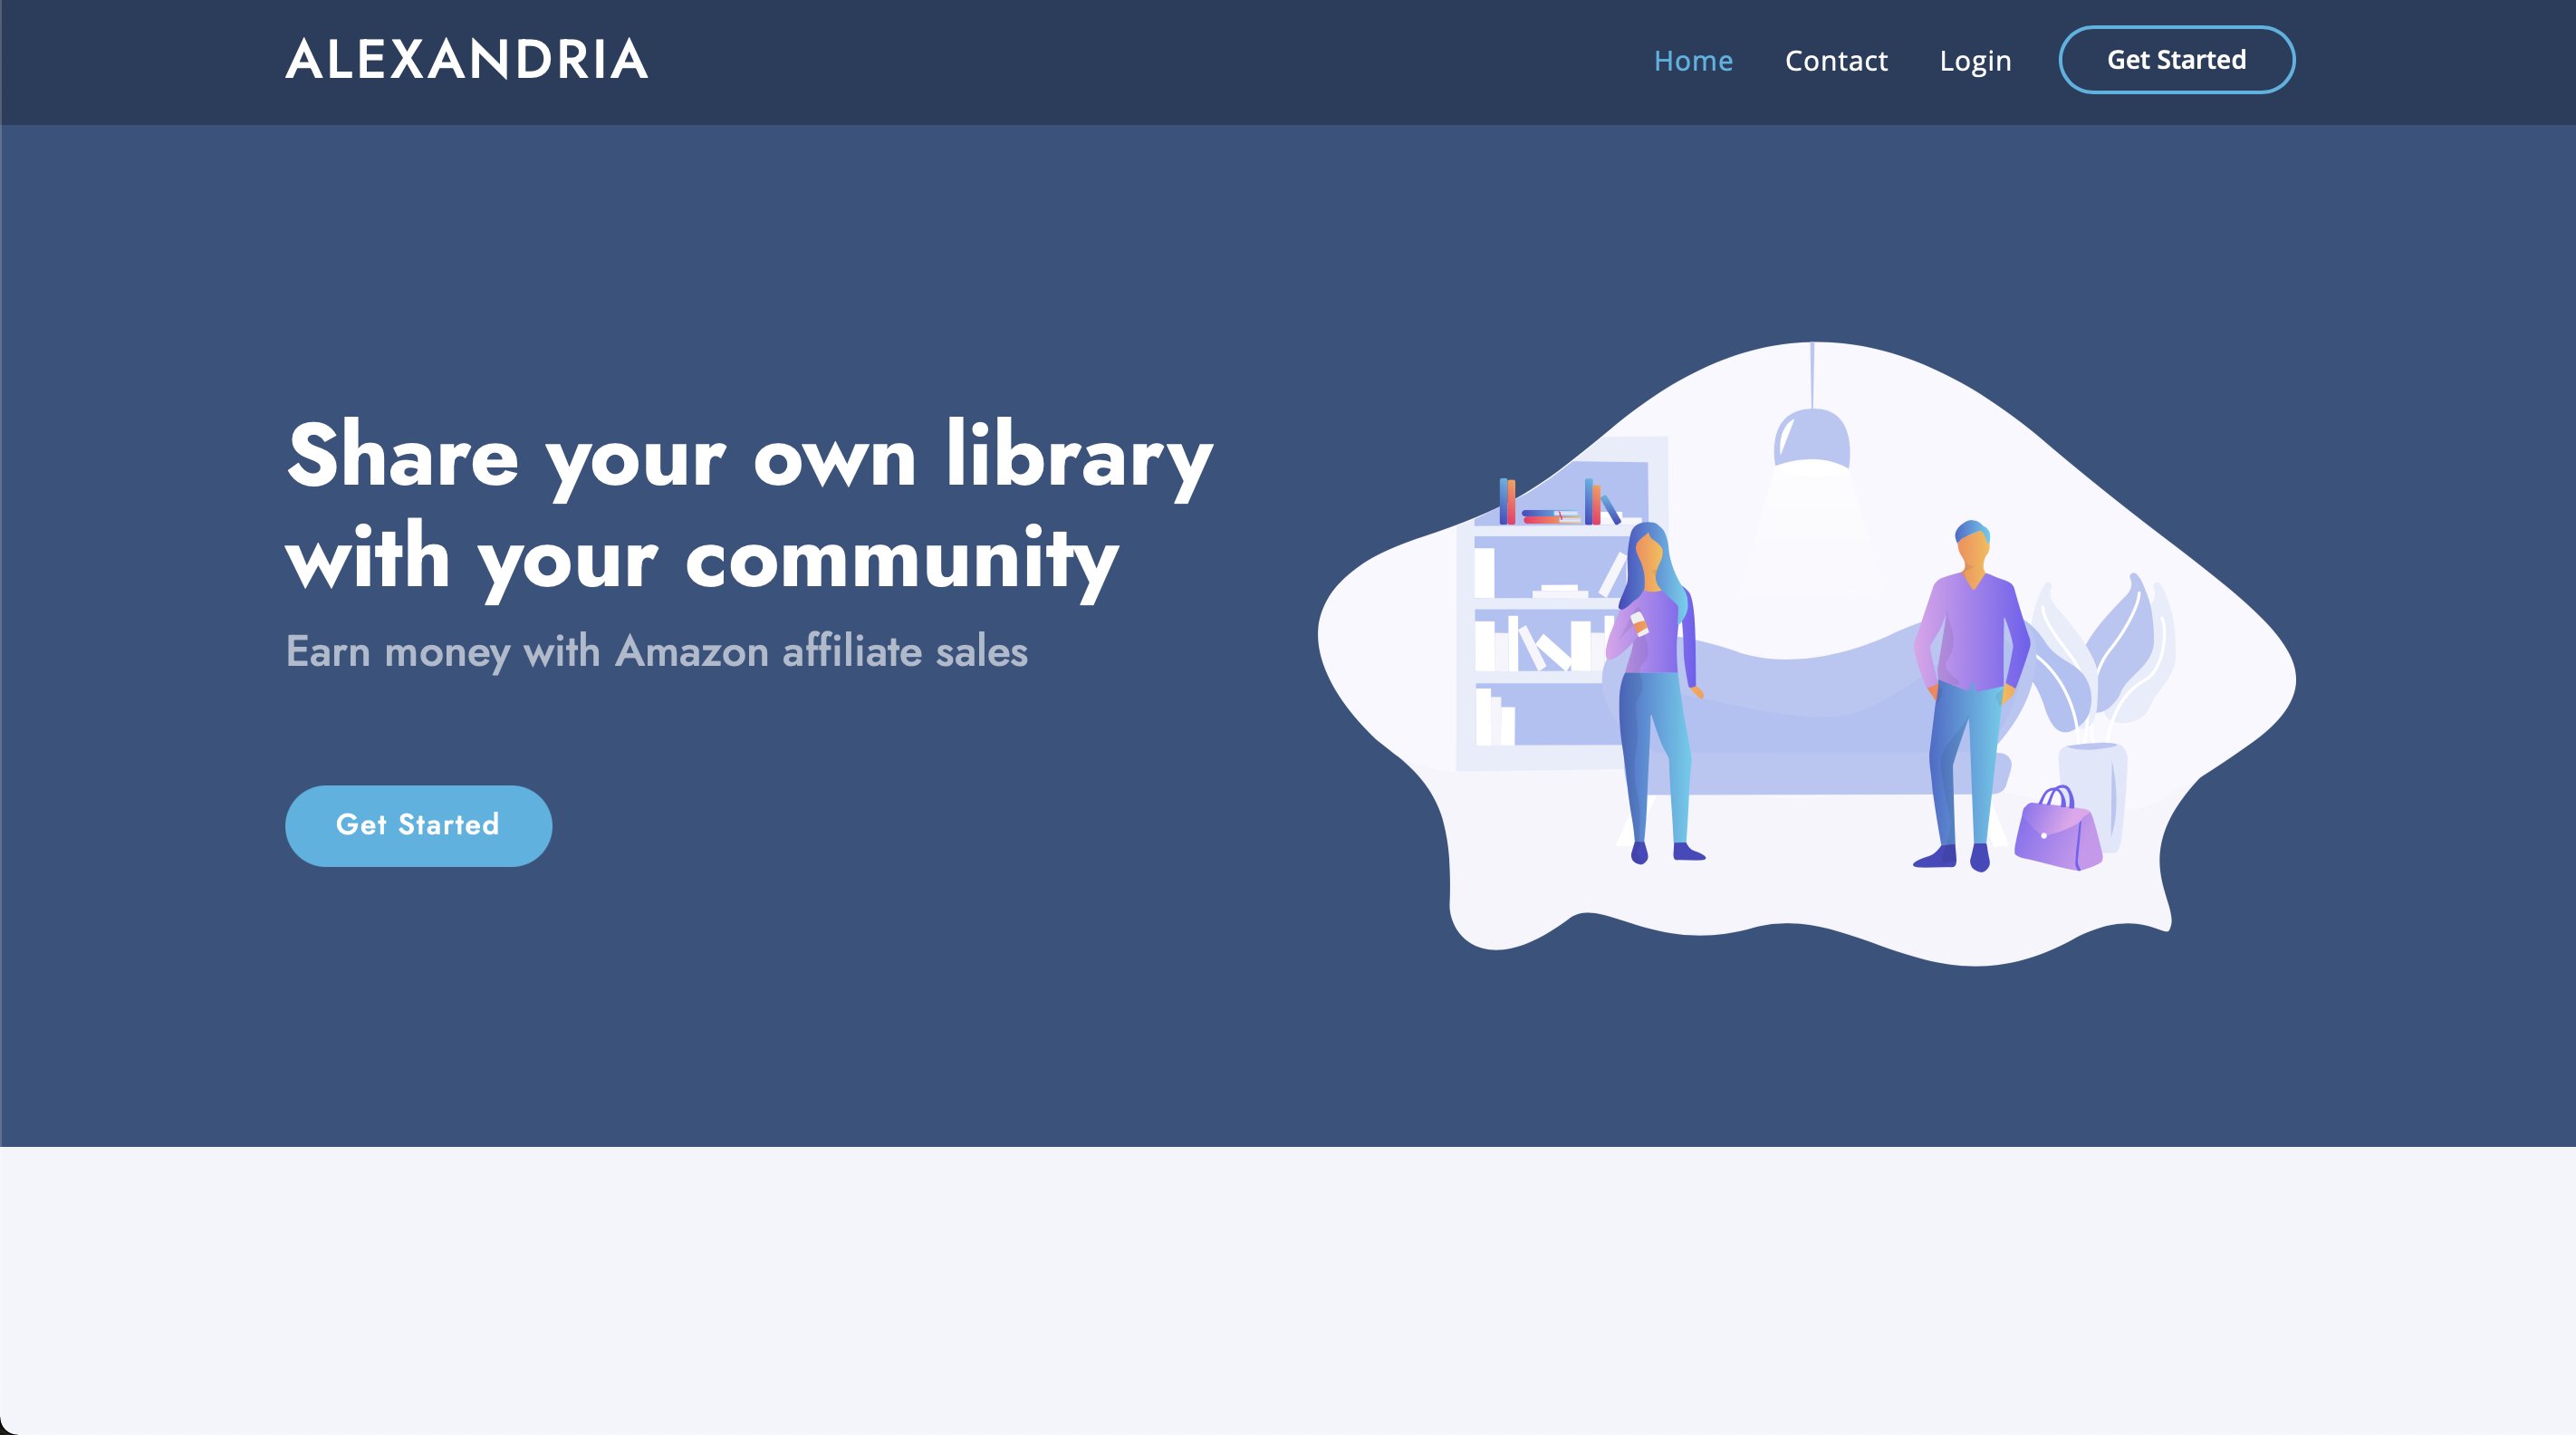 ALEXANDRIA
Home Contact Login Get Started
Share your own library
with your community
Earn money with Amazon affiliate sales
Get Started